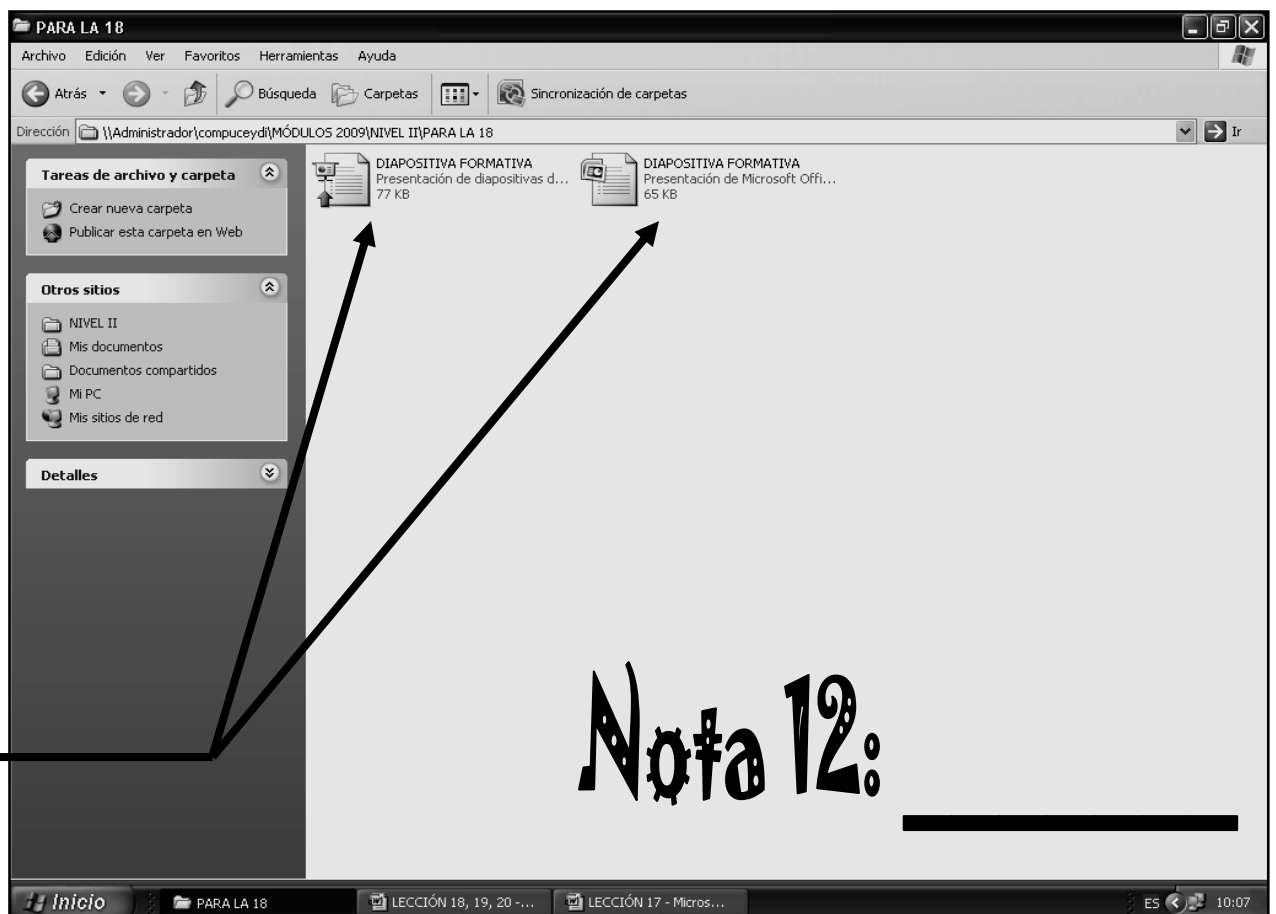 PARA LA 18
Archivo Edición Ver Favoritos Herramientas Ayuda
Atrás Búsqueda Carpetas Sincronización de carpetas
Dirección \\Administrador\compuceydi\MÓDULOS 2009\NIVEL II\PARA LA 18 Ir
Tareas de archivo y carpeta
Crear nueva carpeta
Publicar esta carpeta en Web
Otros sitios
NIVEL II
Mis documentos
Documentos compartidos
Mi PC
Mis sitios de red
Detalles
DIAPOSITIVA FORMATIVA
Presentación de diapositivas d...
77 KB
DIAPOSITIVA FORMATIVA
Presentación de Microsoft Offi...
65 KB
Nota 12:
Inicio PARA LA 18 LECCIÓN 18, 19, 20 -... LECCIÓN 17 - Micros... ES 10:07